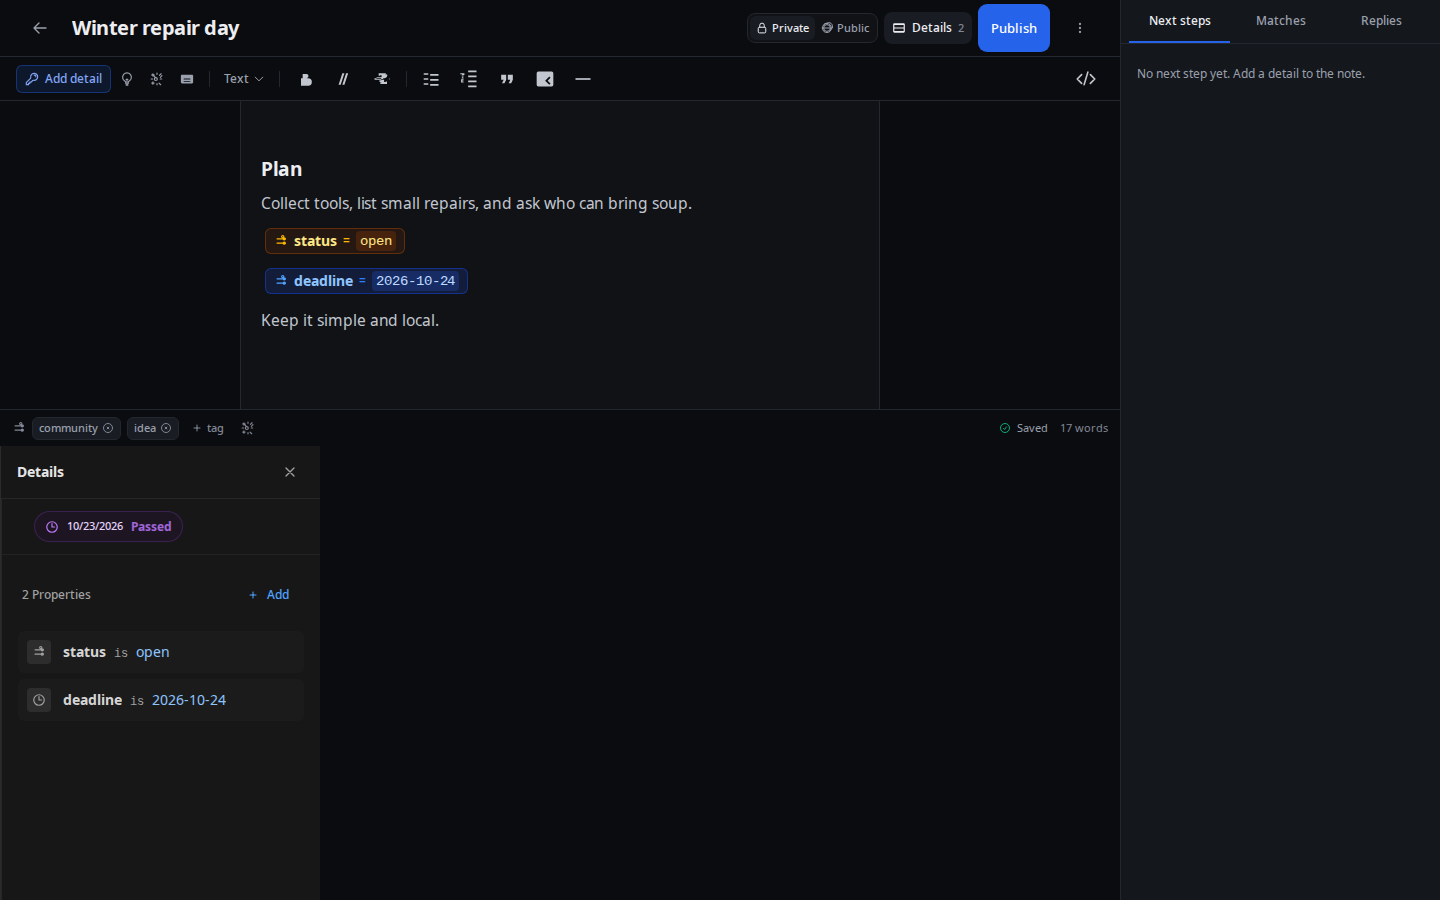 Winter repair day
Private
Public
Details 2
Publish
Next steps
Matches
Replies
Add detail
Text
No next step yet. Add a detail to the note.
Plan
Collect tools, list small repairs, and ask who can bring soup.
status = open
deadline = 2026-10-24
Keep it simple and local.
community
idea
+ tag
Saved
17 words
Details
10/23/2026 Passed
2 Properties
+ Add
status is open
deadline is 2026-10-24